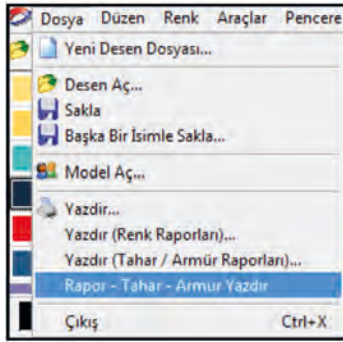 Dosya Düzen Renk Araçlar Pencere
Yeni Desen Dosyası...
Desen Aç...
Sakla
Başka Bir İsimle Sakla...
Model Aç...
Yazdir...
Yazdır (Renk Raporları)...
Yazdır (Tahar / Armür Raporları)...
Rapor - Tahar - Armur Yazdır
Çıkış Ctrl+X